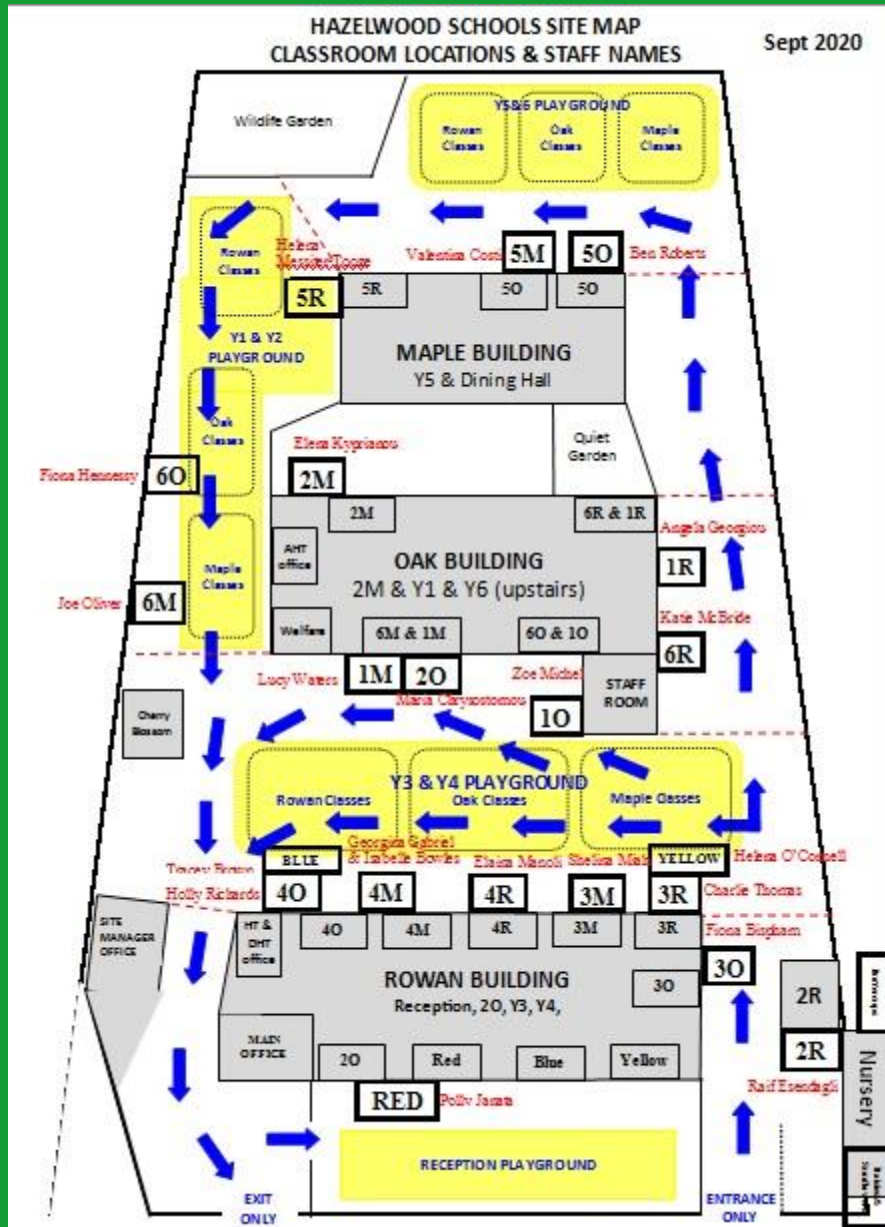 HAZELWOOD SCHOOLS SITE MAP
CLASSROOM LOCATIONS & STAFF NAMES
Sept 2020
Y5&6 PLAYGROUND
Wildlife Garden
Rowan
Classes
Oak
Classes
Maple
Classes
Rowan
Classes
Helena
Valentina
5M
5O
Ben Roberts
5R
5R
5O
5O
Y1 & Y2
PLAYGROUND
MAPLE BUILDING
Y5 & Dining Hall
Oak
Classes
Elena Kyprianou
Quiet
Garden
Fiona Hennessy
6O
2M
2M
6R & 1R
Angela Georgiou
AHT
office
OAK BUILDING
2M & Y1 & Y6 (upstairs)
1R
Maple
Classes
Joe Oliver
6M
Katie McBride
Welfare
6M & 1M
6O & 1O
6R
Lucy Waters
1M
2O
Zoe Michel
STAFF
ROOM
Maria Chrysostomou
1O
Cherry
Blossom
Y3 & Y4 PLAYGROUND
Rowan Classes
Oak Classes
Maple Classes
Georgina Gabriel
& Isabelle Bowles
BLUE
YELLOW
Helena O'Connell
Holly Richards
4O
4M
4R
3M
3R
Charlie Thomas
SITE
MANAGER
OFFICE
HT &
DHT
office
4O
4M
4R
3M
3R
Fiona Bingham
3O
ROWAN BUILDING
Reception, 2O, Y3, Y4,
3O
2R
MAIN
OFFICE
2O
Red
Blue
Yellow
2R
Nursery
RED
Polly
Raif Esendagli
RECEPTION PLAYGROUND
EXIT
ONLY
ENTRANCE
ONLY